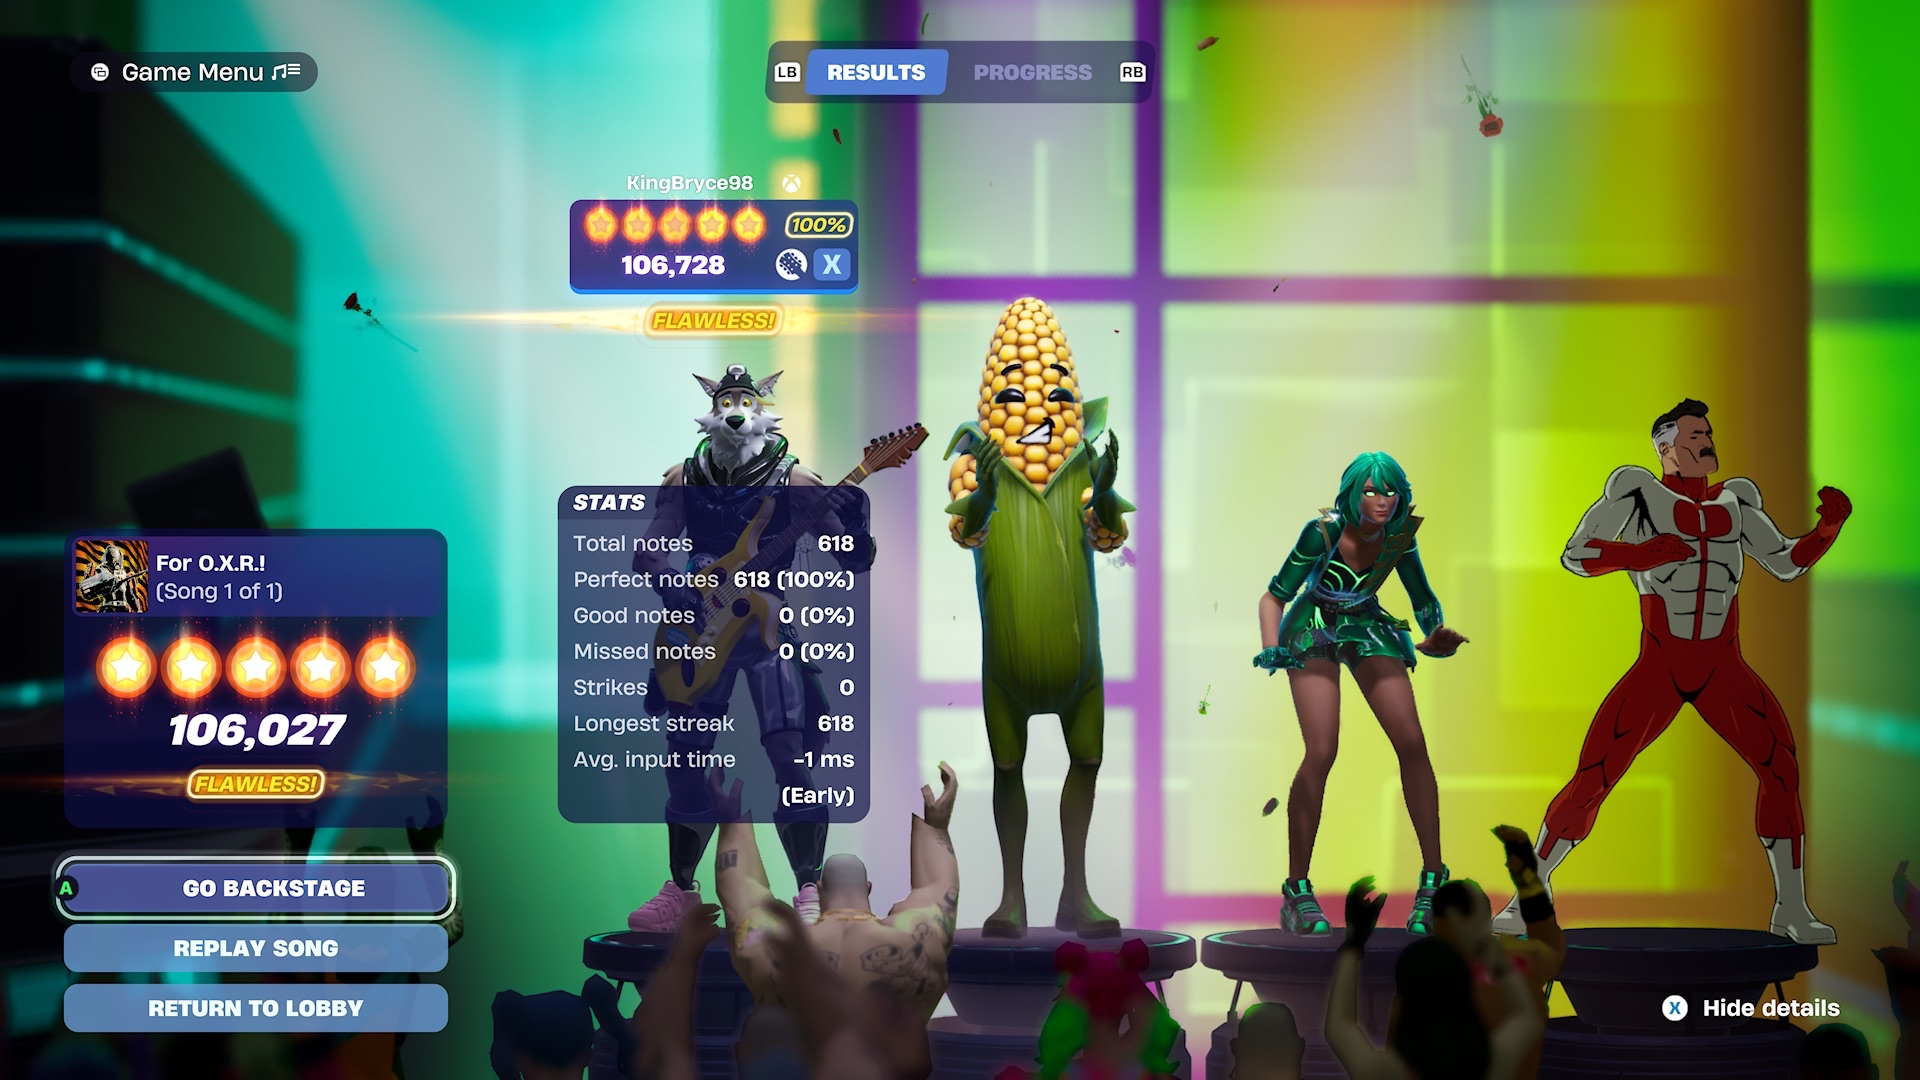 Game Menu
LB RESULTS PROGRESS RB
KingBryce98
100%
106,728 X
FLAWLESS!
STATS
Total notes 618
Perfect notes 618 (100%)
Good notes 0 (0%)
Missed notes 0 (0%)
Strikes 0
Longest streak 618
Avg. input time -1 ms
(Early)
For O.X.R.!
(Song 1 of 1)
106,027
FLAWLESS!
A GO BACKSTAGE
REPLAY SONG
RETURN TO LOBBY
X Hide details